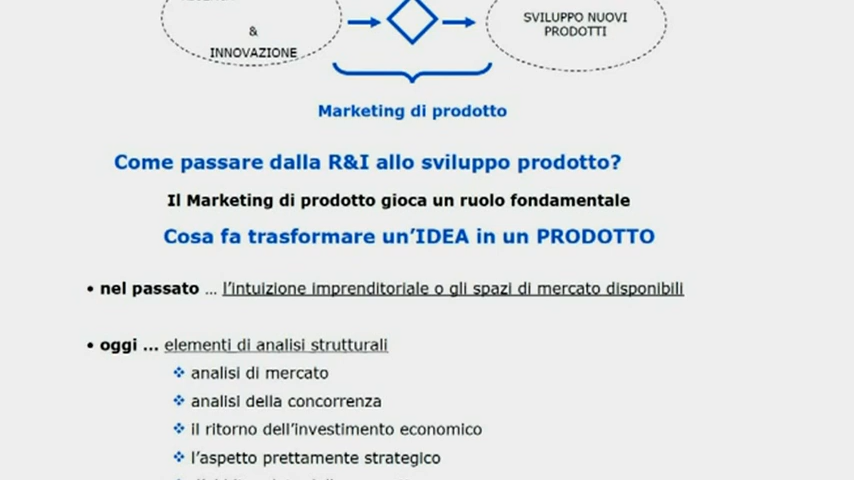 &
INNOVAZIONE
SVILUPPO NUOVI
PRODOTTI
Marketing di prodotto
Come passare dalla R&I allo sviluppo prodotto?
Il Marketing di prodotto gioca un ruolo fondamentale
Cosa fa trasformare un'IDEA in un PRODOTTO
• nel passato ... l'intuizione imprenditoriale o gli spazi di mercato disponibili
• oggi ... elementi di analisi strutturali
❖ analisi di mercato
❖ analisi della concorrenza
❖ il ritorno dell'investimento economico
❖ l'aspetto prettamente strategico